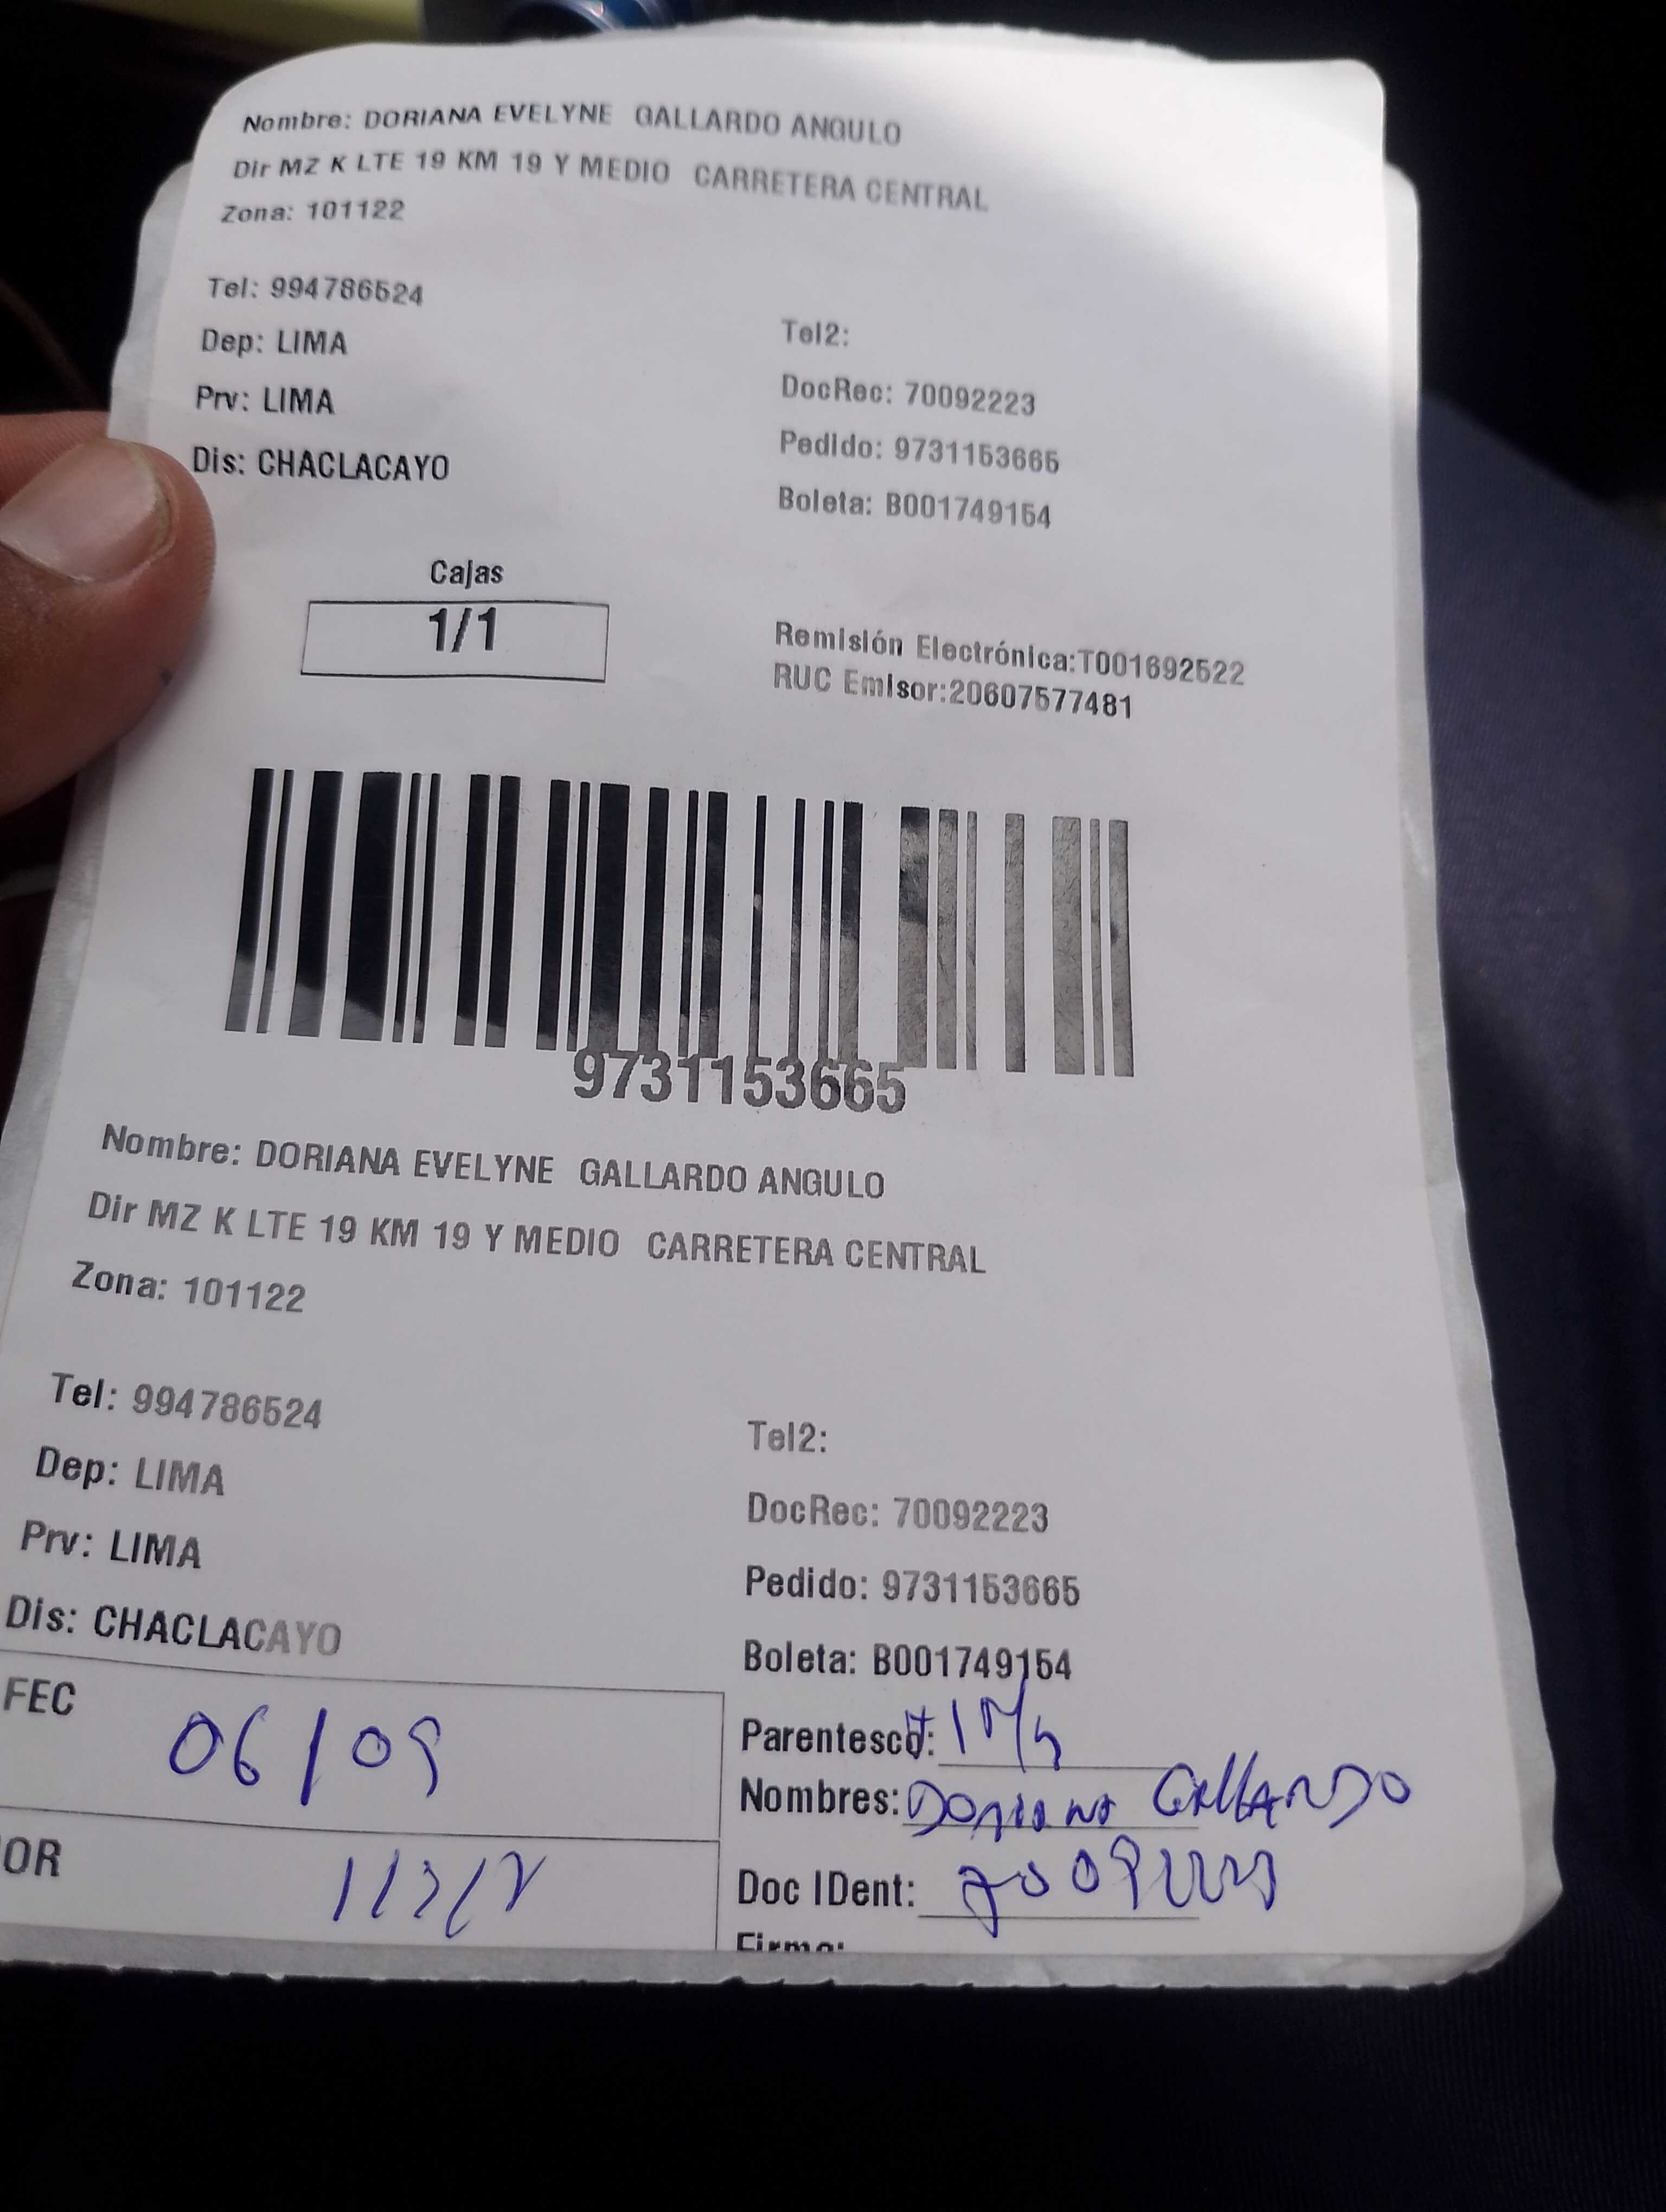 Nombre: DORIANA EVELYNE GALLARDO ANGULO
Dir MZ K LTE 19 KM 19 Y MEDIO CARRETERA CENTRAL
Zona: 101122
Tel: 994786524
Tel2:
Dep: LIMA
DocRec: 70092223
Prv: LIMA
Pedido: 9731153665
Dis: CHACLACAYO
Boleta: B001749154
Cajas
1/1
Remisión Electrónica:T001692522
RUC Emisor:20607577481
9731153665
Nombre: DORIANA EVELYNE GALLARDO ANGULO
Dir MZ K LTE 19 KM 19 Y MEDIO CARRETERA CENTRAL
Zona: 101122
Tel: 994786524
Tel2:
Dep: LIMA
DocRec: 70092223
Prv: LIMA
Pedido: 9731153665
Dis: CHACLACAYO
Boleta: B001749154
FEC 06/09
Parentesco:
Nombres: Doriana Gallardo
OR
Doc IDent: 70092223
Firma: